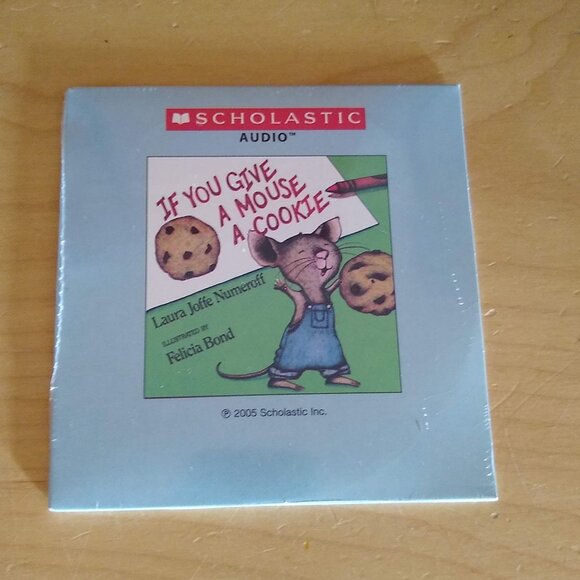 SCHOLASTIC
AUDIO™
IF YOU GIVE
A MOUSE
A COOKIE
Laura Joffe Numeroff
ILLUSTRATED BY
Felicia Bond
℗ 2005 Scholastic Inc.